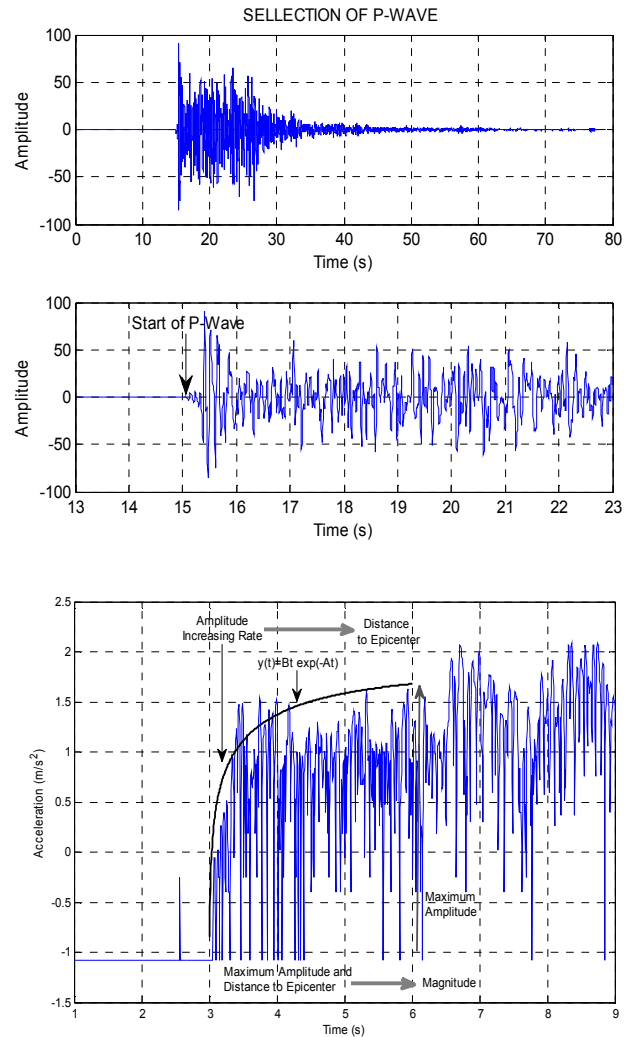 SELLECTION OF P-WAVE
100
50
0
-50
-100
Amplitude
0 10 20 30 40 50 60 70 80
Time (s)
100
50
0
-50
-100
Amplitude
Start of P-Wave
13 14 15 16 17 18 19 20 21 22 23
Time (s)
2.5
2
1.5
1
0.5
0
-0.5
-1
-1.5
Acceleration (m/s²)
Amplitude
Increasing Rate
Distance
to Epicenter
y(t)=Bt exp(-At)
Maximum
Amplitude
Maximum Amplitude and
Distance to Epicenter
Magnitude
1 2 3 4 5 6 7 8 9
Time (s)